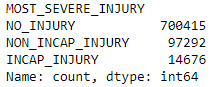 MOST_SEVERE_INJURY
NO_INJURY 700415
NON_INCAP_INJURY 97292
INCAP_INJURY 14676
Name: count, dtype: int64